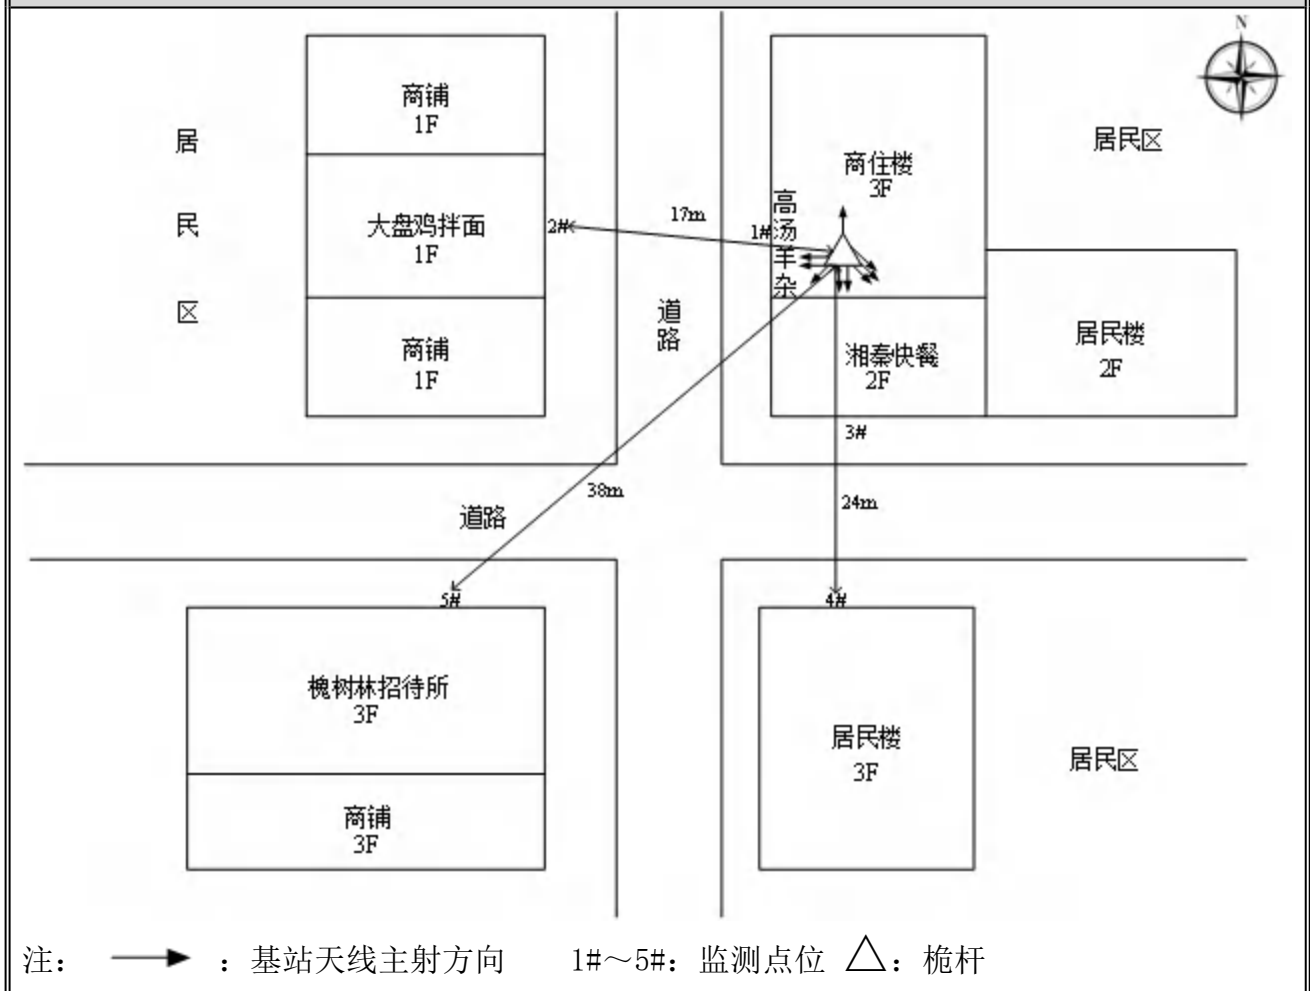 N
商铺
1F
居
民
区
大盘鸡拌面
1F
商铺
1F
2#
17m
1#
高
汤
羊
杂
商住楼
3F
居民区
道
路
湘秦快餐
2F
居民楼
2F
3#
38m
24m
道路
5#
4#
槐树林招待所
3F
商铺
3F
居民楼
3F
居民区
注： ：基站天线主射方向 1#～5#：监测点位 △：桅杆